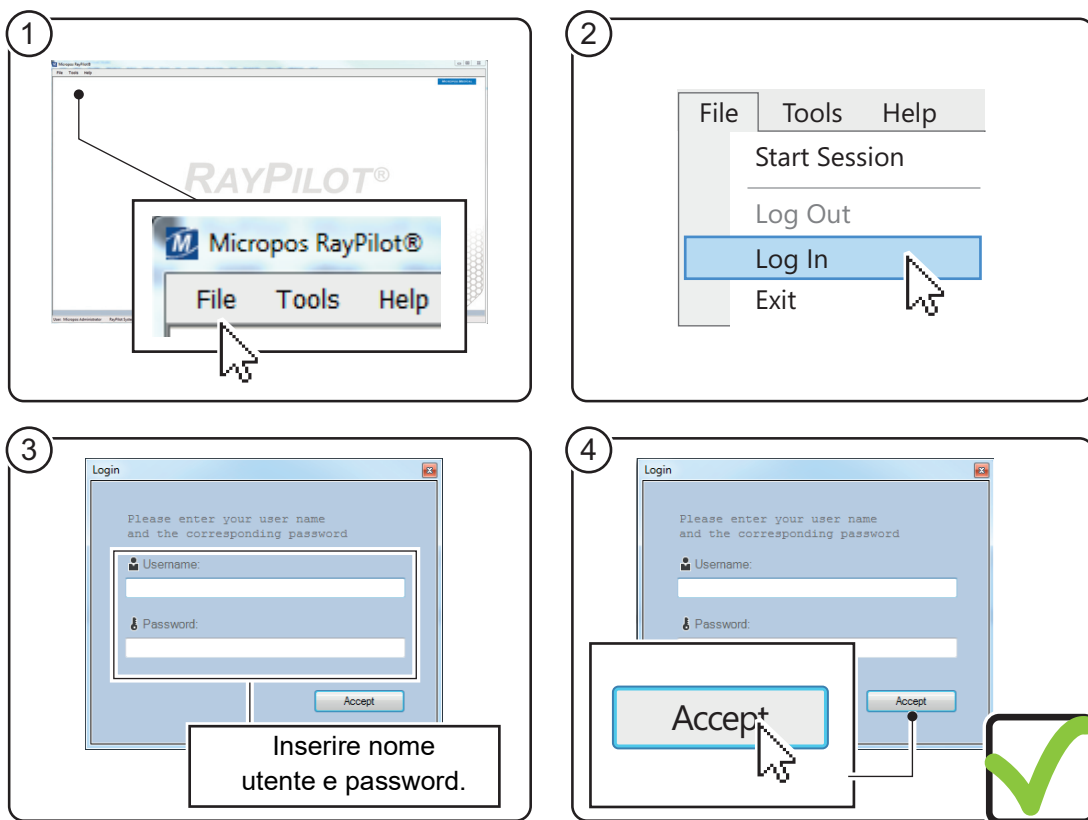 1
Micropos RayPilot®
File Tools Help
RAYPILOT®
Micropos RayPilot®
File Tools Help
2
File Tools Help
Start Session
Log Out
Log In
Exit
3
Login
Please enter your user name
and the corresponding password
Username:
Password:
Accept
Inserire nome
utente e password.
4
Login
Please enter your user name
and the corresponding password
Username:
Password:
Accept
Accept